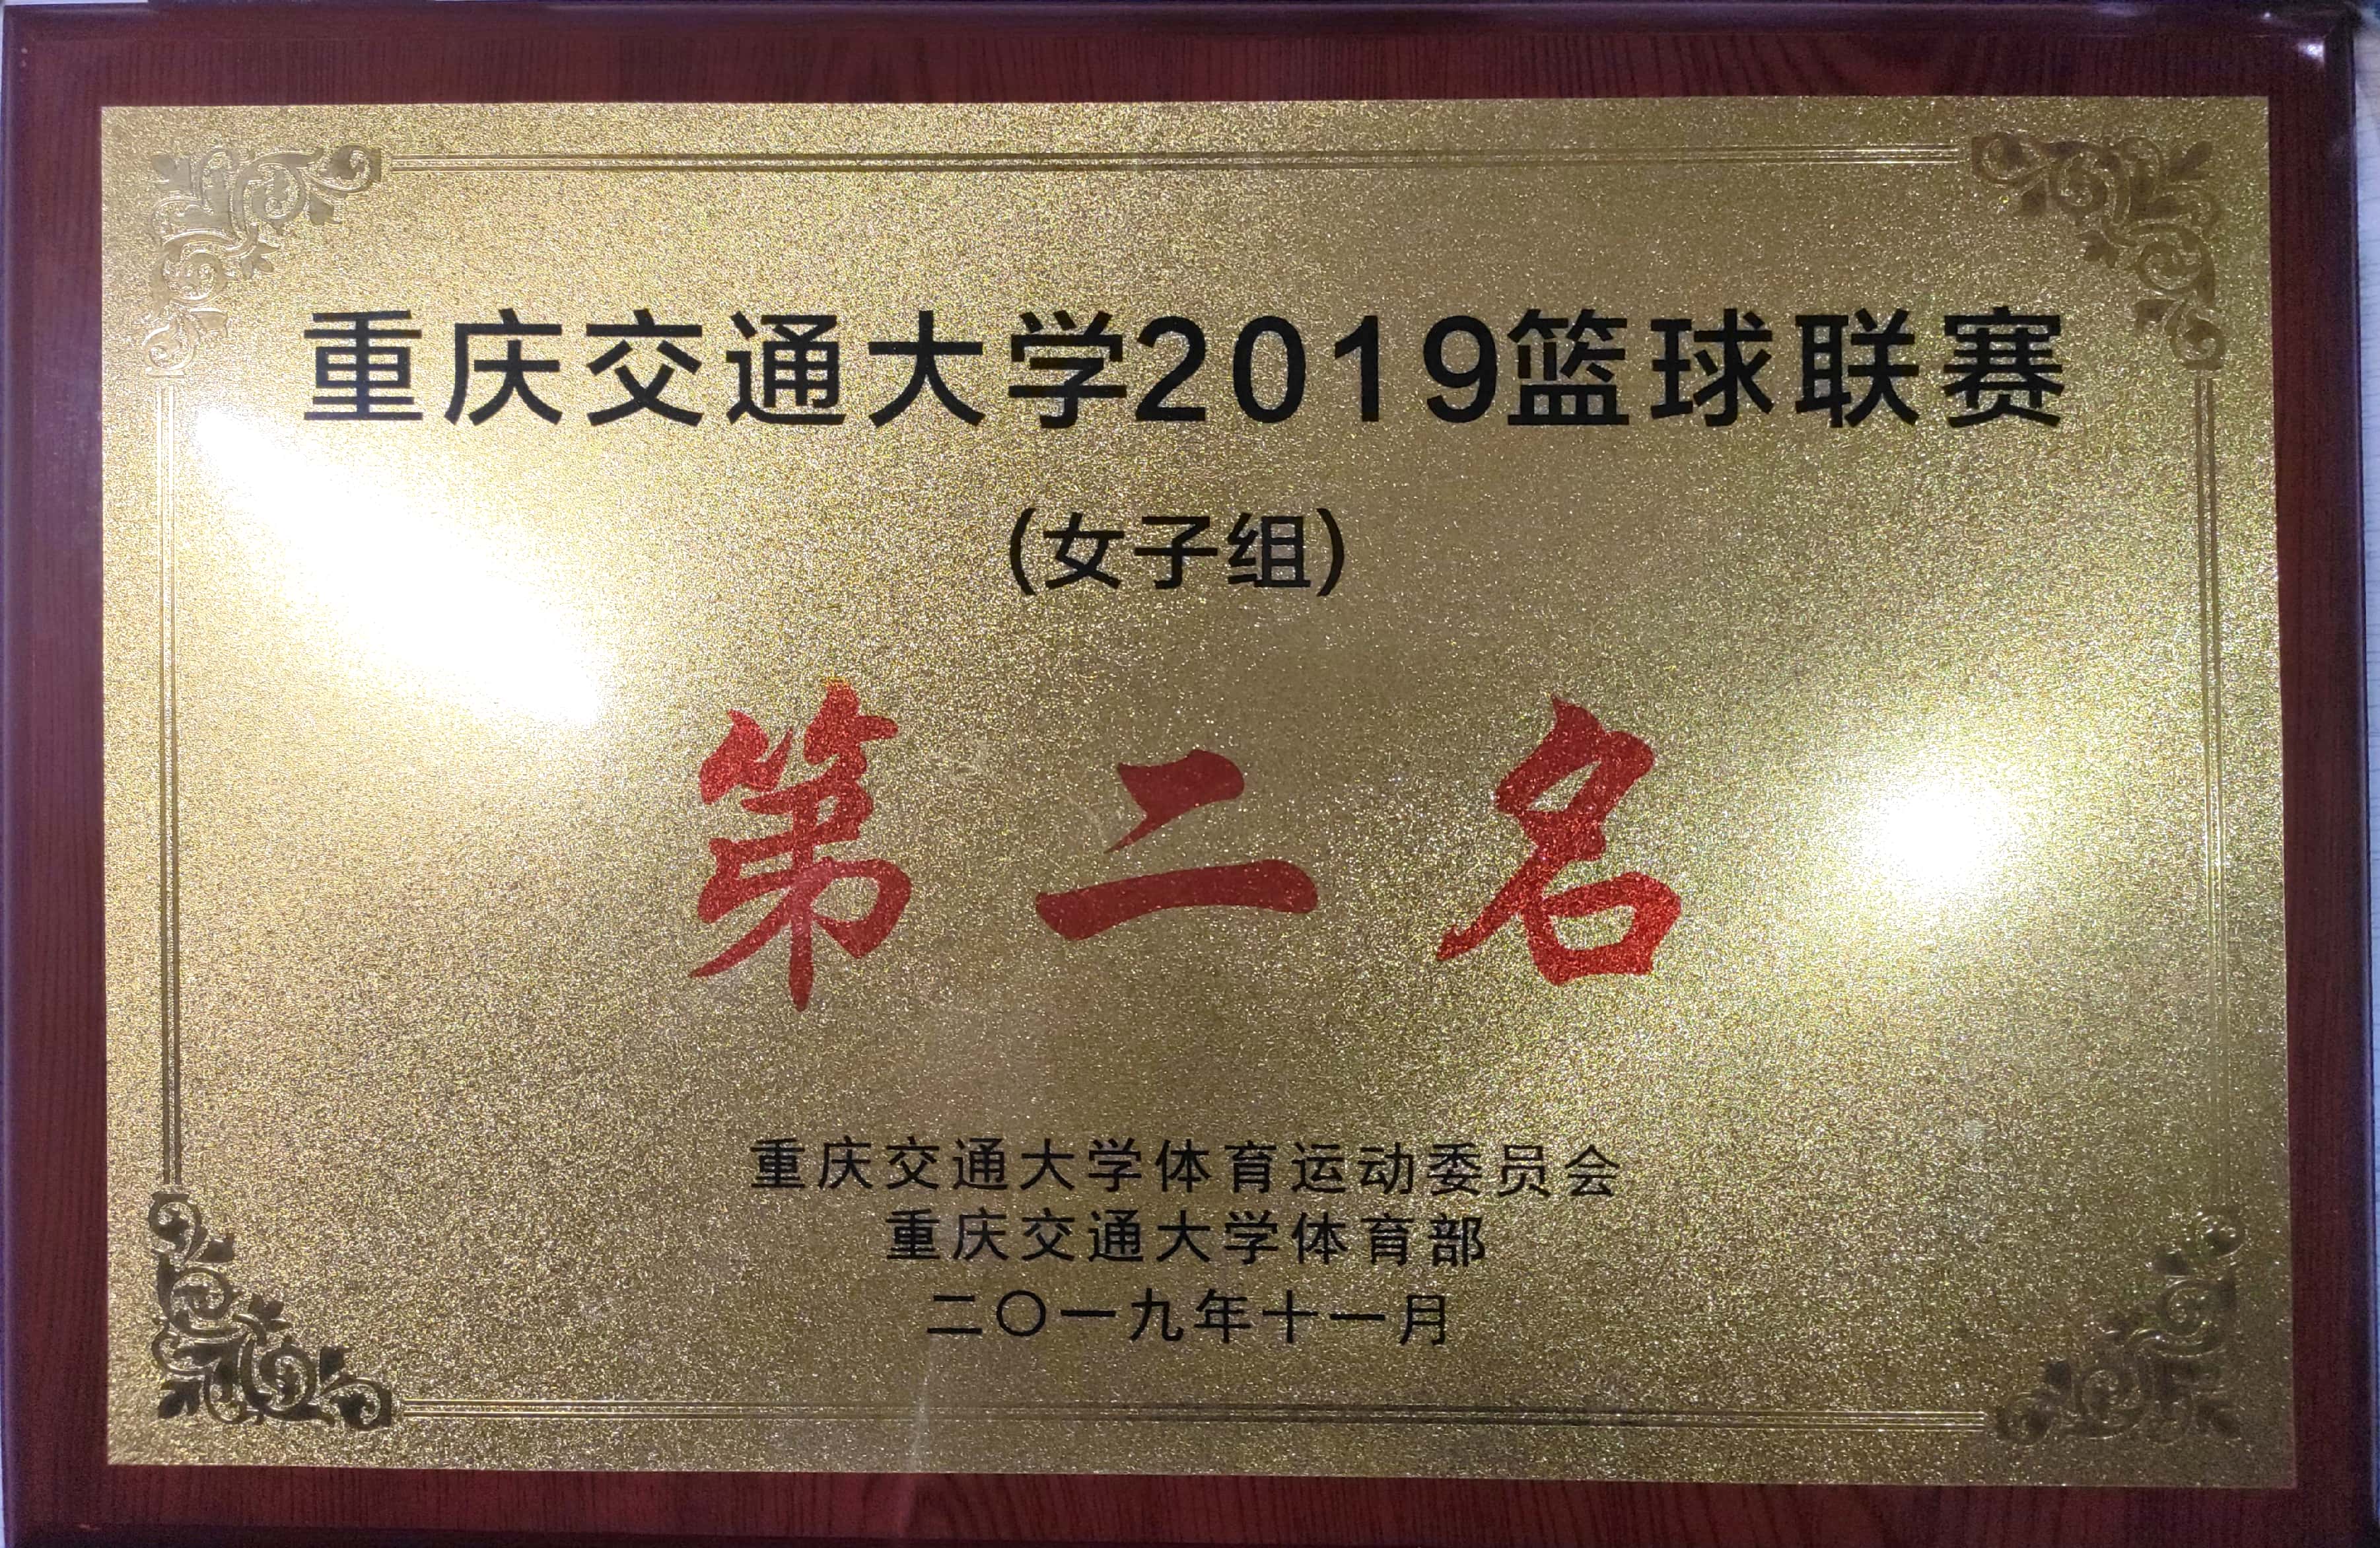 重庆交通大学2019篮球联赛
(女子组)
第二名
重庆交通大学体育运动委员会
重庆交通大学体育部
二〇一九年十一月